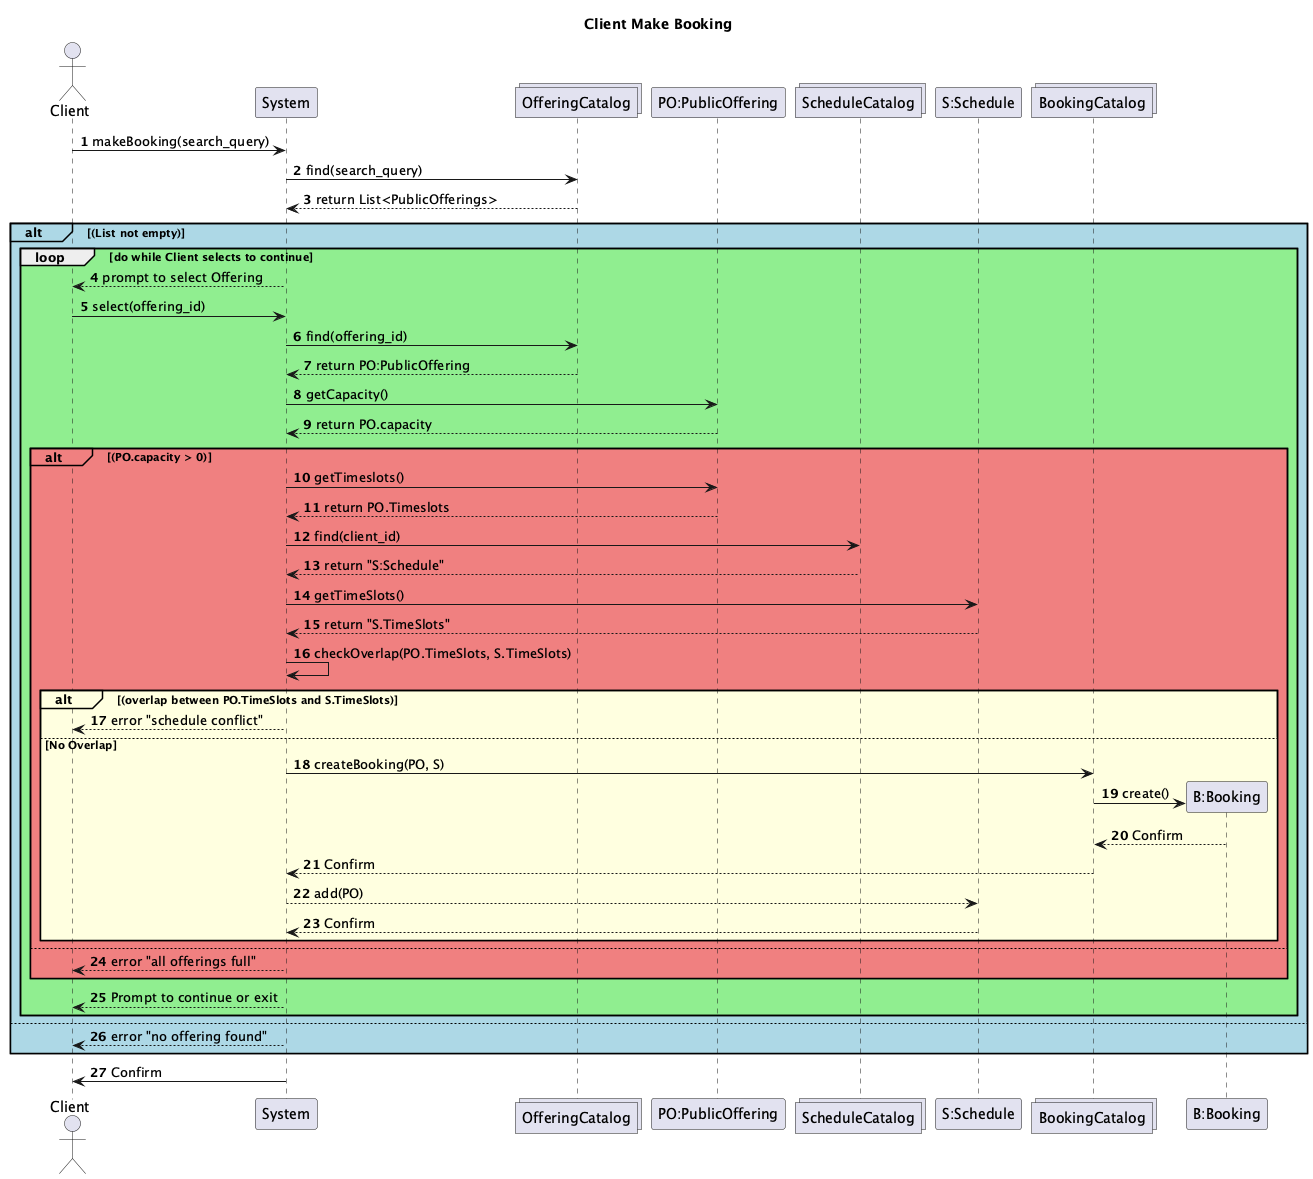 Client Make Booking
Client
System
OfferingCatalog
PO:PublicOffering
ScheduleCatalog
S:Schedule
BookingCatalog
1 makeBooking(search_query)
2 find(search_query)
3 return List<PublicOfferings>
alt [(List not empty)]
loop [do while Client selects to continue]
4 prompt to select Offering
5 select(offering_id)
6 find(offering_id)
7 return PO:PublicOffering
8 getCapacity()
9 return PO.capacity
alt [(PO.capacity > 0)]
10 getTimeslots()
11 return PO.Timeslots
12 find(client_id)
13 return "S:Schedule"
14 getTimeSlots()
15 return "S.TimeSlots"
16 checkOverlap(PO.TimeSlots, S.TimeSlots)
alt [(overlap between PO.TimeSlots and S.TimeSlots)]
17 error "schedule conflict"
[No Overlap]
18 createBooking(PO, S)
19 create()
B:Booking
20 Confirm
21 Confirm
22 add(PO)
23 Confirm
24 error "all offerings full"
25 Prompt to continue or exit
26 error "no offering found"
27 Confirm
Client
System
OfferingCatalog
PO:PublicOffering
ScheduleCatalog
S:Schedule
BookingCatalog
B:Booking